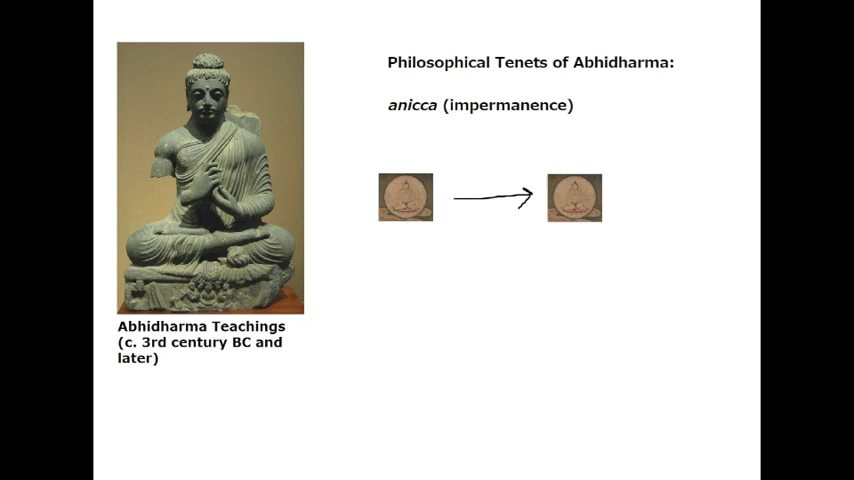 Philosophical Tenets of Abhidharma:
anicca (impermanence)
Abhidharma Teachings
(c. 3rd century BC and
later)